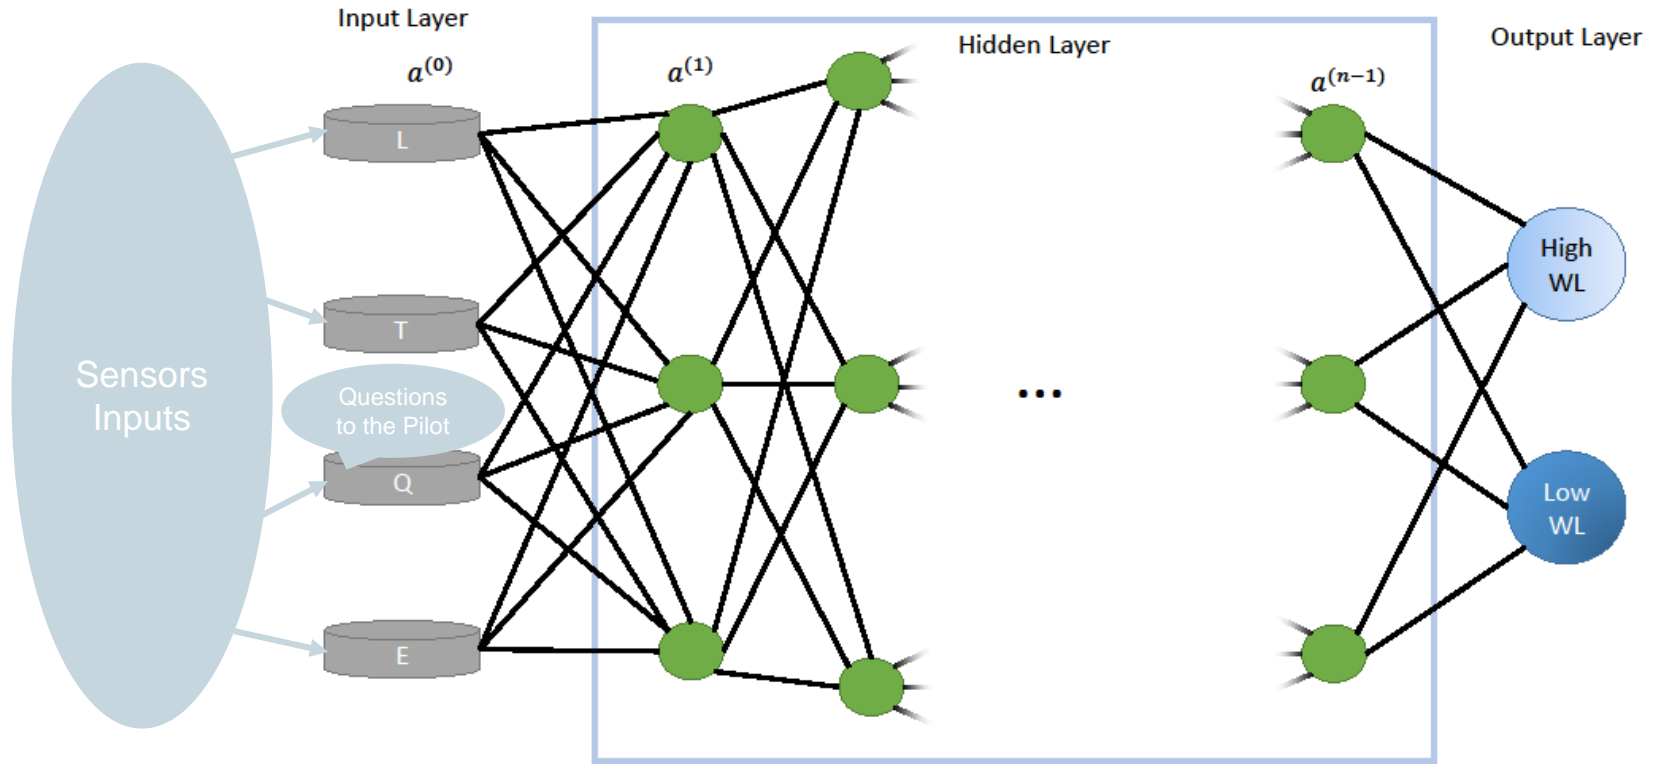 Input Layer
Hidden Layer
Output Layer
a⁽⁰⁾
a⁽¹⁾
a⁽ⁿ⁻¹⁾
L
T
Sensors
Inputs
Questions
to the Pilot
Q
E
...
High
WL
Low
WL